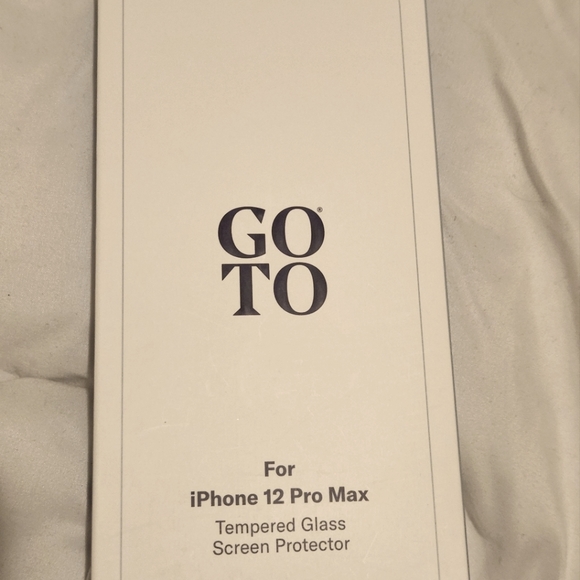 GO®
TO
For
iPhone 12 Pro Max
Tempered Glass
Screen Protector